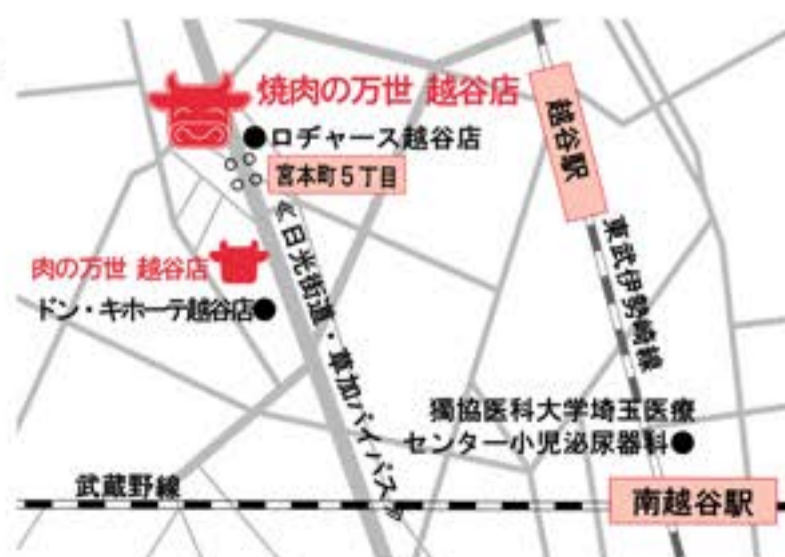 焼肉の万世 越谷店
ロヂャース越谷店
宮本町5丁目
越谷駅
肉の万世 越谷店
ドン・キホーテ越谷店
≪日光街道・草加バイパス≫
東武伊勢崎線
獨協医科大学埼玉医療
センター小児泌尿器科
武蔵野線
南越谷駅